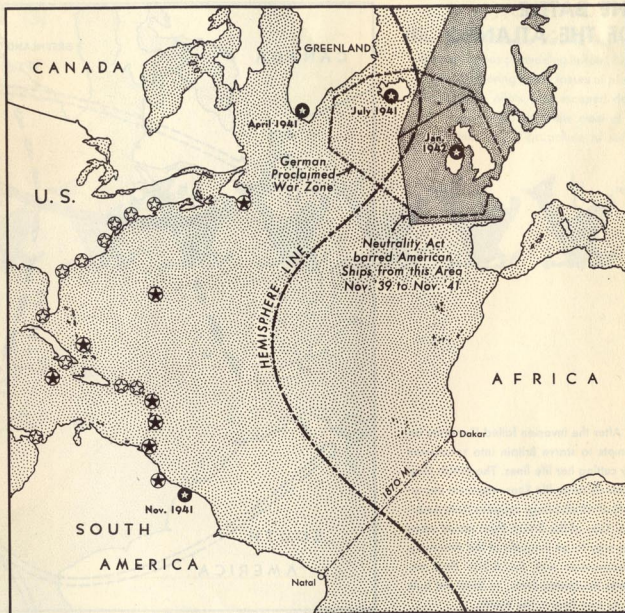 GREENLAND
CANADA
April 1941
July 1941
Jan.
1942
German
Proclaimed
War Zone
U.S.
Neutrality Act
barred American
Ships from this Area
Nov. '39 to Nov. '41
HEMISPHERE LINE
AFRICA
Dakar
1870 M.
Nov. 1941
SOUTH
AMERICA
Natal